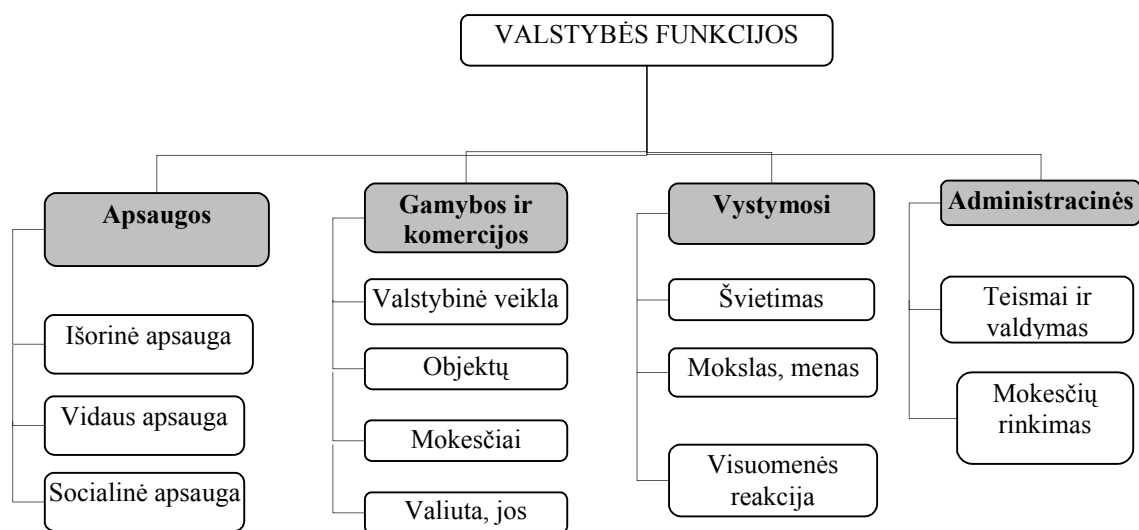 VALSTYBĖS FUNKCIJOS
Apsaugos
Išorinė apsauga
Vidaus apsauga
Socialinė apsauga
Gamybos ir
komercijos
Valstybinė veikla
Objektų
Mokesčiai
Valiuta, jos
Vystymosi
Švietimas
Mokslas, menas
Visuomenės
reakcija
Administracinės
Teismai ir
valdymas
Mokesčių
rinkimas